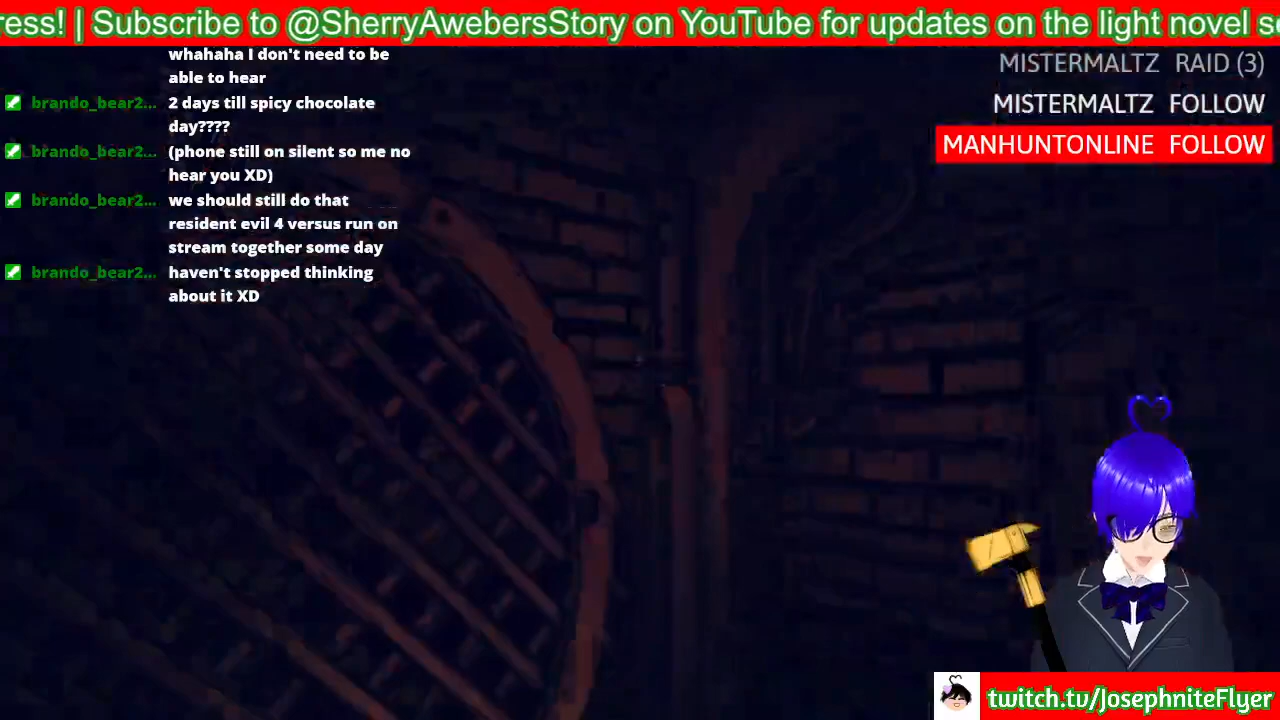 ress! | Subscribe to @SherryAwebersStory on YouTube for updates on the light novel se
whahaha I don't need to be
able to hear
brando_bear2... 2 days till spicy chocolate
day????
brando_bear2... (phone still on silent so me no
hear you XD)
brando_bear2... we should still do that
resident evil 4 versus run on
stream together some day
brando_bear2... haven't stopped thinking
about it XD
MISTERMALTZ RAID (3)
MISTERMALTZ FOLLOW
MANHUNTONLINE FOLLOW
twitch.tv/JosephniteFlyer